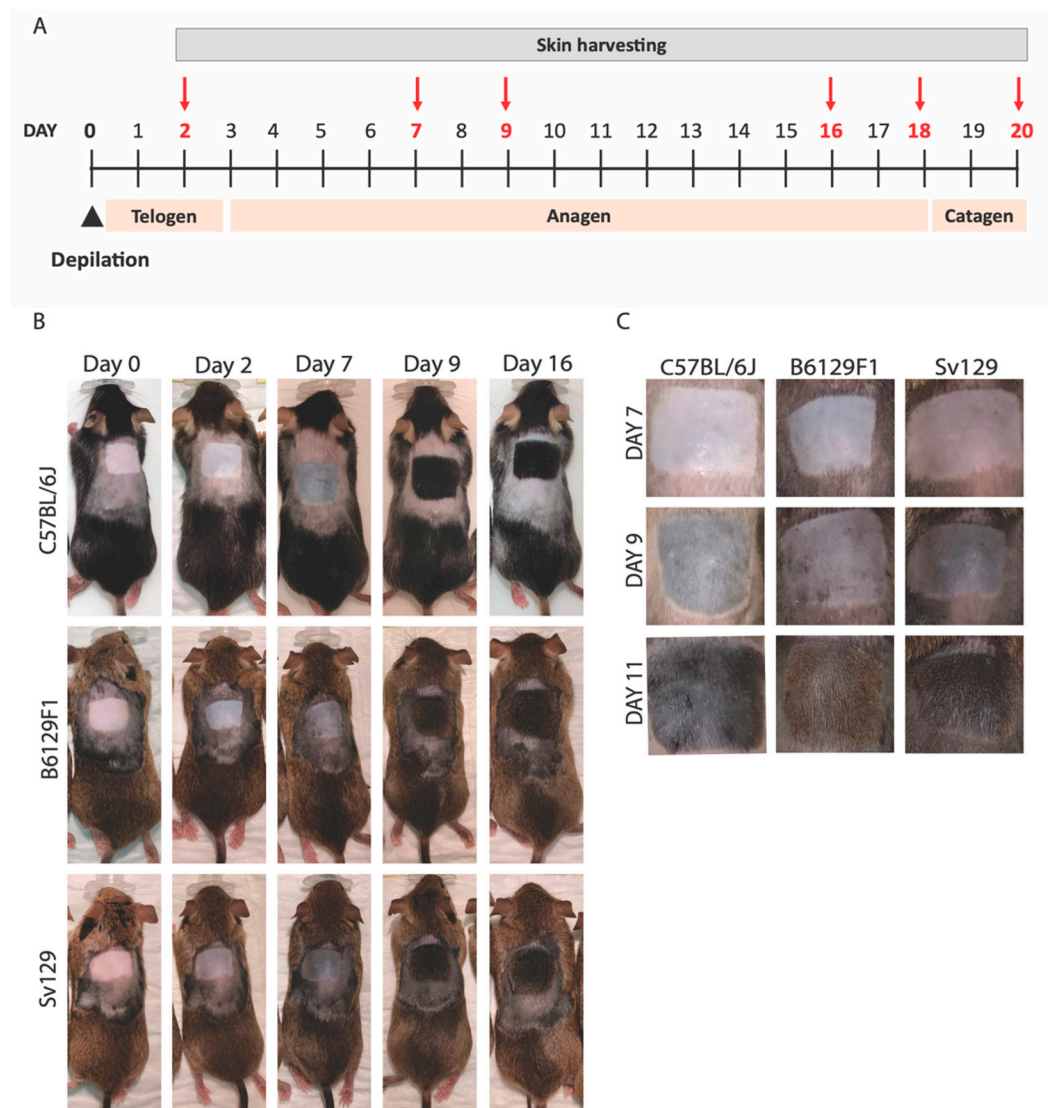 A
Skin harvesting
DAY 0 1 2 3 4 5 6 7 8 9 10 11 12 13 14 15 16 17 18 19 20
Telogen Anagen Catagen
Depilation
B
Day 0 Day 2 Day 7 Day 9 Day 16
C57BL/6J
B6129F1
Sv129
C
C57BL/6J B6129F1 Sv129
DAY 7
DAY 9
DAY 11